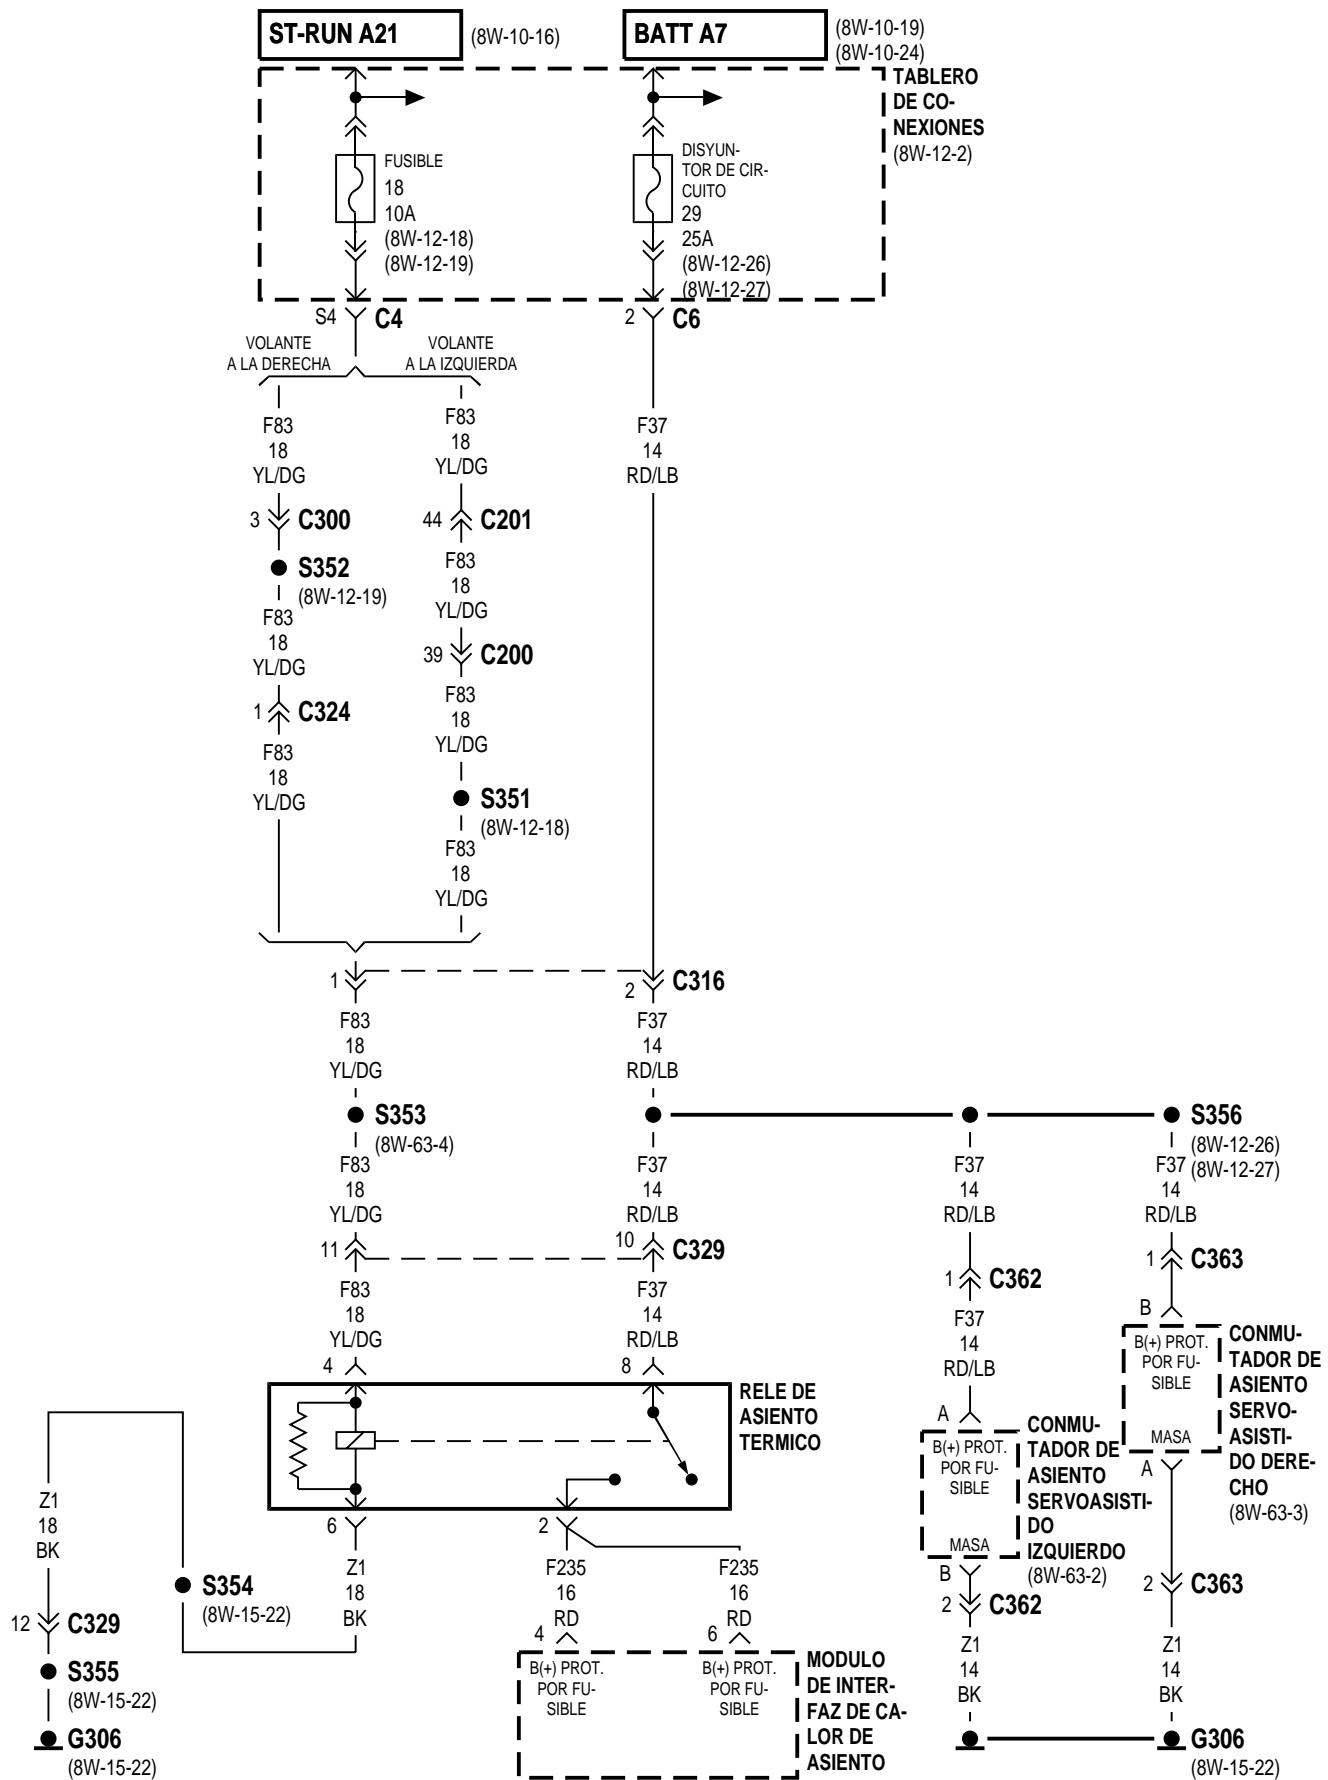 ST-RUN A21
(8W-10-16)
BATT A7
(8W-10-19)
(8W-10-24)
TABLERO
DE CO-
NEXIONES
(8W-12-2)
FUSIBLE
18
10A
(8W-12-18)
(8W-12-19)
DISYUN-
TOR DE CIR-
CUITO
29
25A
(8W-12-26)
(8W-12-27)
S4
C4
2
C6
VOLANTE
A LA DERECHA
VOLANTE
A LA IZQUIERDA
F83
18
YL/DG
3
C300
S352
(8W-12-19)
F83
18
YL/DG
1
C324
F83
18
YL/DG
F83
18
YL/DG
44
C201
F83
18
YL/DG
39
C200
F83
18
YL/DG
S351
(8W-12-18)
F83
18
YL/DG
F37
14
RD/LB
1
2
C316
F83
18
YL/DG
S353
(8W-63-4)
F83
18
YL/DG
11
F83
18
YL/DG
4
F37
14
RD/LB
F37
14
RD/LB
10
C329
F37
14
RD/LB
8
S356
(8W-12-26)
(8W-12-27)
F37
14
RD/LB
1
C362
F37
14
RD/LB
A
F37
14
RD/LB
1
C363
B
B(+) PROT.
POR FU-
SIBLE
MASA
A
CONMU-
TADOR DE
ASIENTO
SERVO-
ASISTI-
DO DERE-
CHO
(8W-63-3)
B(+) PROT.
POR FU-
SIBLE
MASA
B
CONMU-
TADOR DE
ASIENTO
SERVOASISTI-
DO
IZQUIERDO
(8W-63-2)
2
C362
Z1
14
BK
2
C363
Z1
14
BK
G306
(8W-15-22)
RELE DE
ASIENTO
TERMICO
6
2
Z1
18
BK
S354
(8W-15-22)
Z1
18
BK
12
C329
S355
(8W-15-22)
G306
(8W-15-22)
F235
16
RD
4
F235
16
RD
6
B(+) PROT.
POR FU-
SIBLE
B(+) PROT.
POR FU-
SIBLE
MODULO
DE INTER-
FAZ DE CA-
LOR DE
ASIENTO